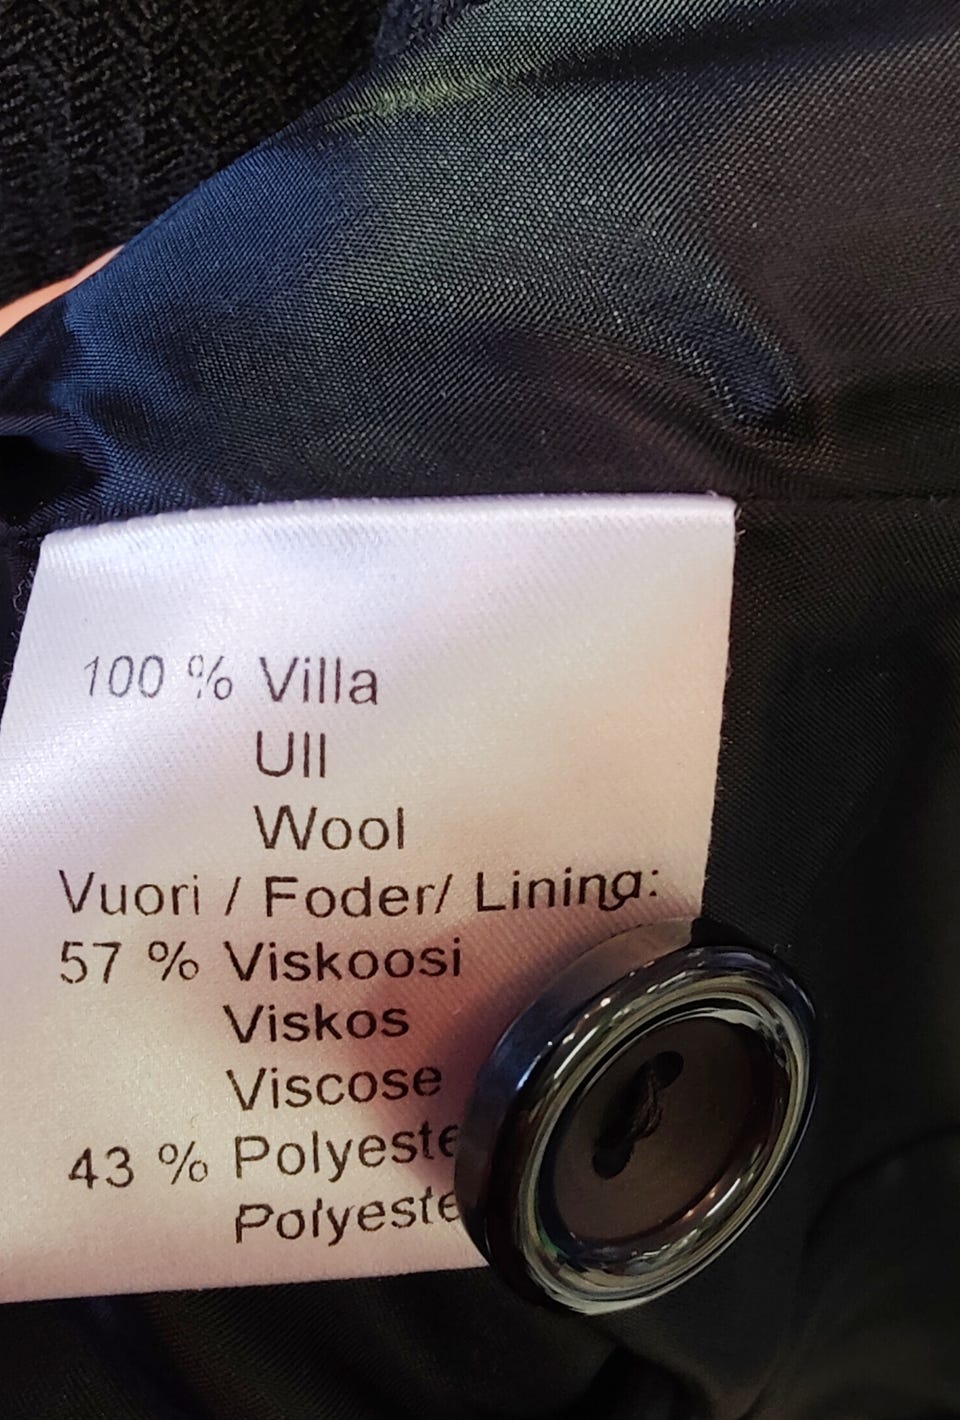 100 % Villa
Ull
Wool
Vuori / Foder/ Lining:
57 % Viskoosi
Viskos
Viscose
43 % Polyeste
Polyeste